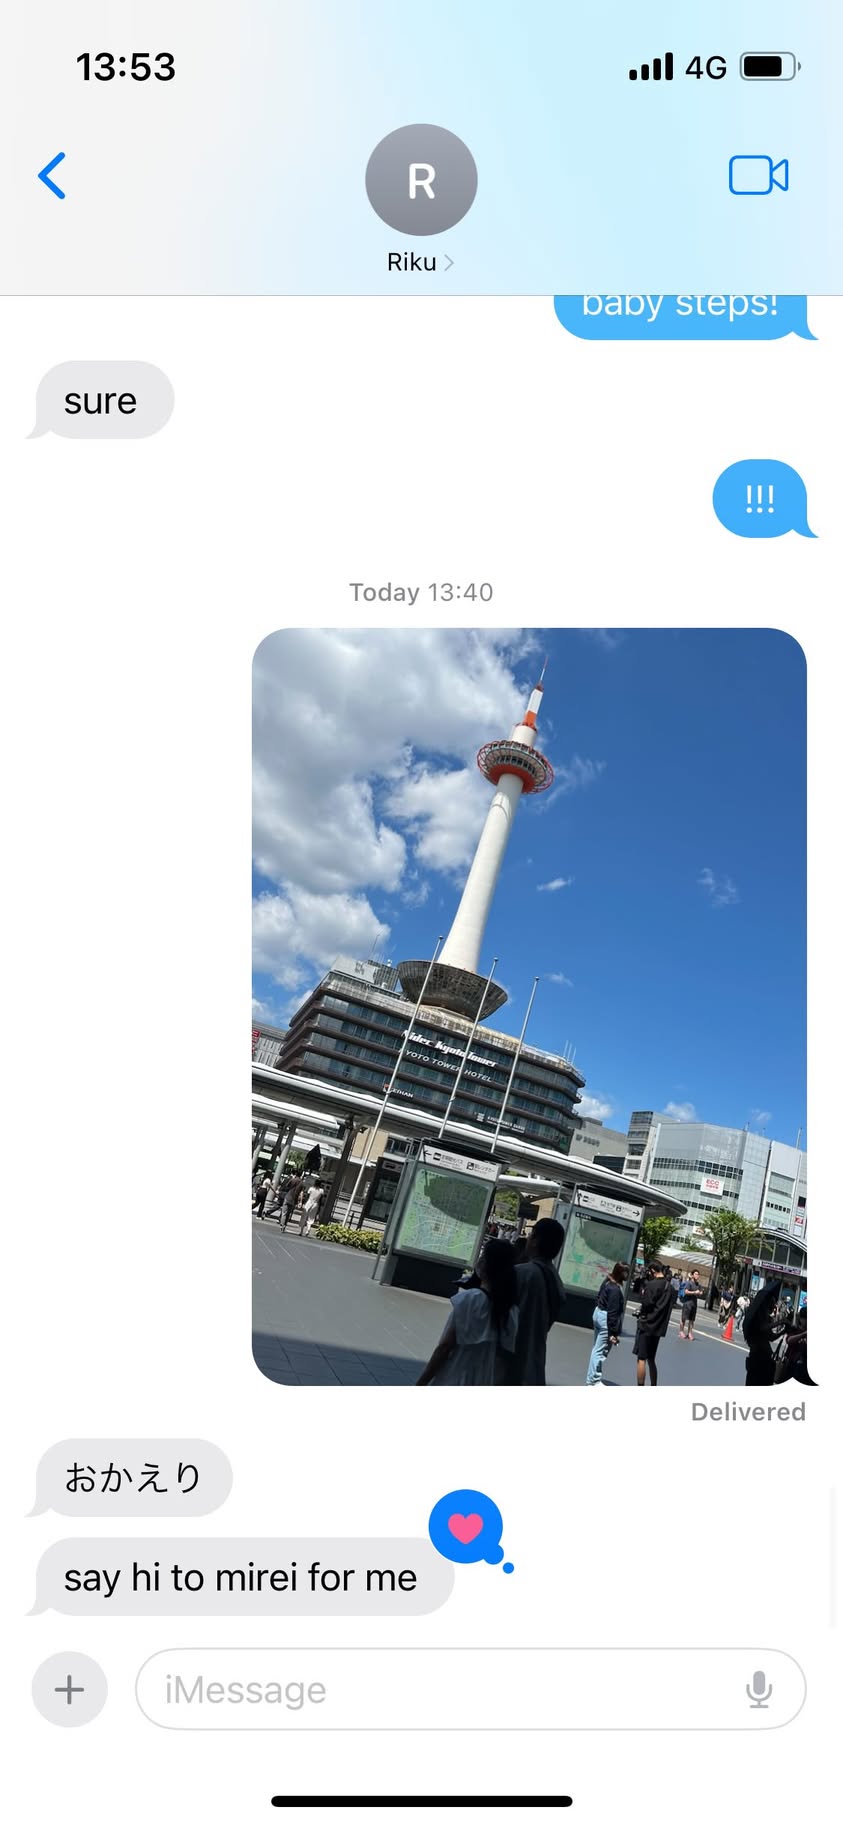 13:53
4G
R
Riku
baby steps!
sure
!!!
Today 13:40
Nidec Kyoto Tower
KYOTO TOWER HOTEL
ECC
Delivered
おかえり
say hi to mirei for me
iMessage